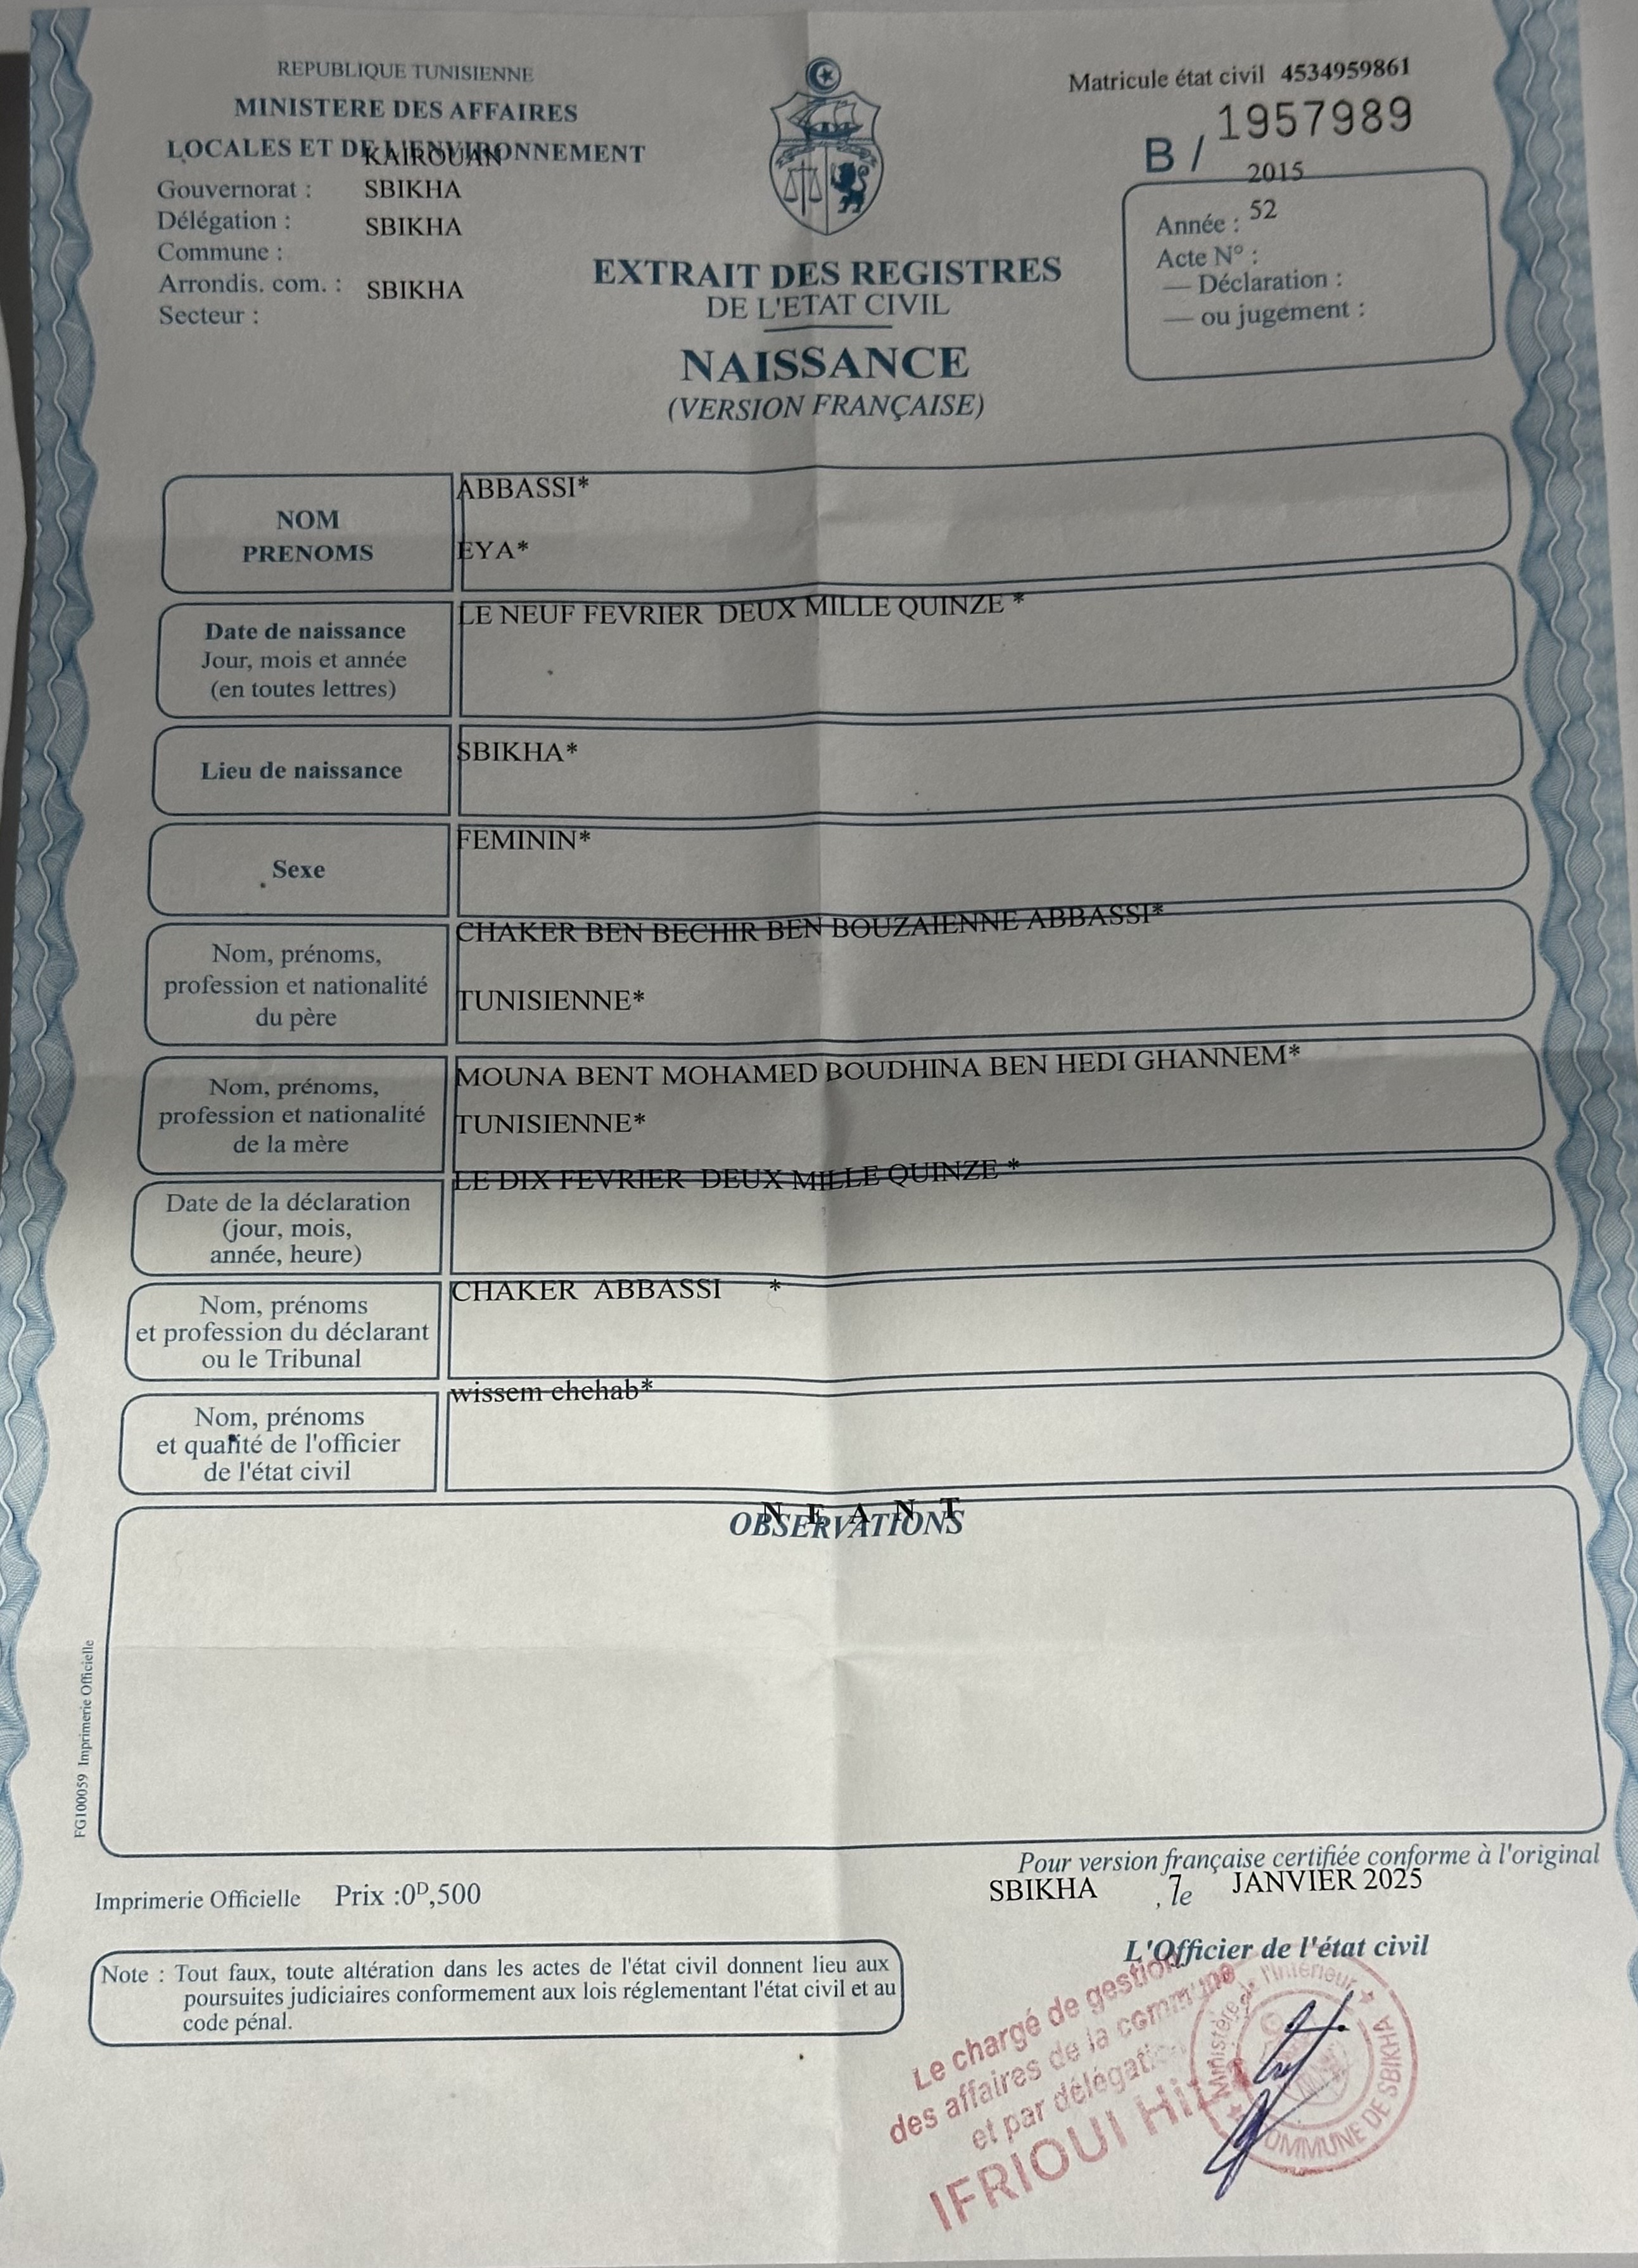 REPUBLIQUE TUNISIENNE
MINISTERE DES AFFAIRES
LOCALES ET DE L'ENVIRONNEMENT
KAIROUAN
Gouvernorat : SBIKHA
Délégation : SBIKHA
Commune :
Arrondis. com. : SBIKHA
Secteur :
Matricule état civil 4534959861
B / 1957989
2015
Année : 52
Acte N° :
— Déclaration :
— ou jugement :
EXTRAIT DES REGISTRES
DE L'ETAT CIVIL
NAISSANCE
(VERSION FRANÇAISE)
NOM
PRENOMS
ABBASSI*
EYA*
Date de naissance
Jour, mois et année
(en toutes lettres)
LE NEUF FEVRIER DEUX MILLE QUINZE *
Lieu de naissance
SBIKHA*
Sexe
FEMININ*
Nom, prénoms,
profession et nationalité
du père
CHAKER BEN BECHIR BEN BOUZAIENNE ABBASSI*
TUNISIENNE*
Nom, prénoms,
profession et nationalité
de la mère
MOUNA BENT MOHAMED BOUDHINA BEN HEDI GHANNEM*
TUNISIENNE*
Date de la déclaration
(jour, mois,
année, heure)
LE DIX FEVRIER DEUX MILLE QUINZE *
Nom, prénoms
et profession du déclarant
ou le Tribunal
CHAKER ABBASSI *
Nom, prénoms
et qualité de l'officier
de l'état civil
wissem chehab*
N E A N T
OBSERVATIONS
FG100059 Imprimerie Officielle
Pour version française certifiée conforme à l'original
SBIKHA , le 7 JANVIER 2025
Imprimerie Officielle Prix :0D,500
L'Officier de l'état civil
Note : Tout faux, toute altération dans les actes de l'état civil donnent lieu aux
poursuites judiciaires conformement aux lois réglementant l'état civil et au
code pénal.
Le chargé de gestion
des affaires de la commune
et par délégation
IFRIOUI
Ministère de l'intérieur
COMMUNE DE SBIKHA